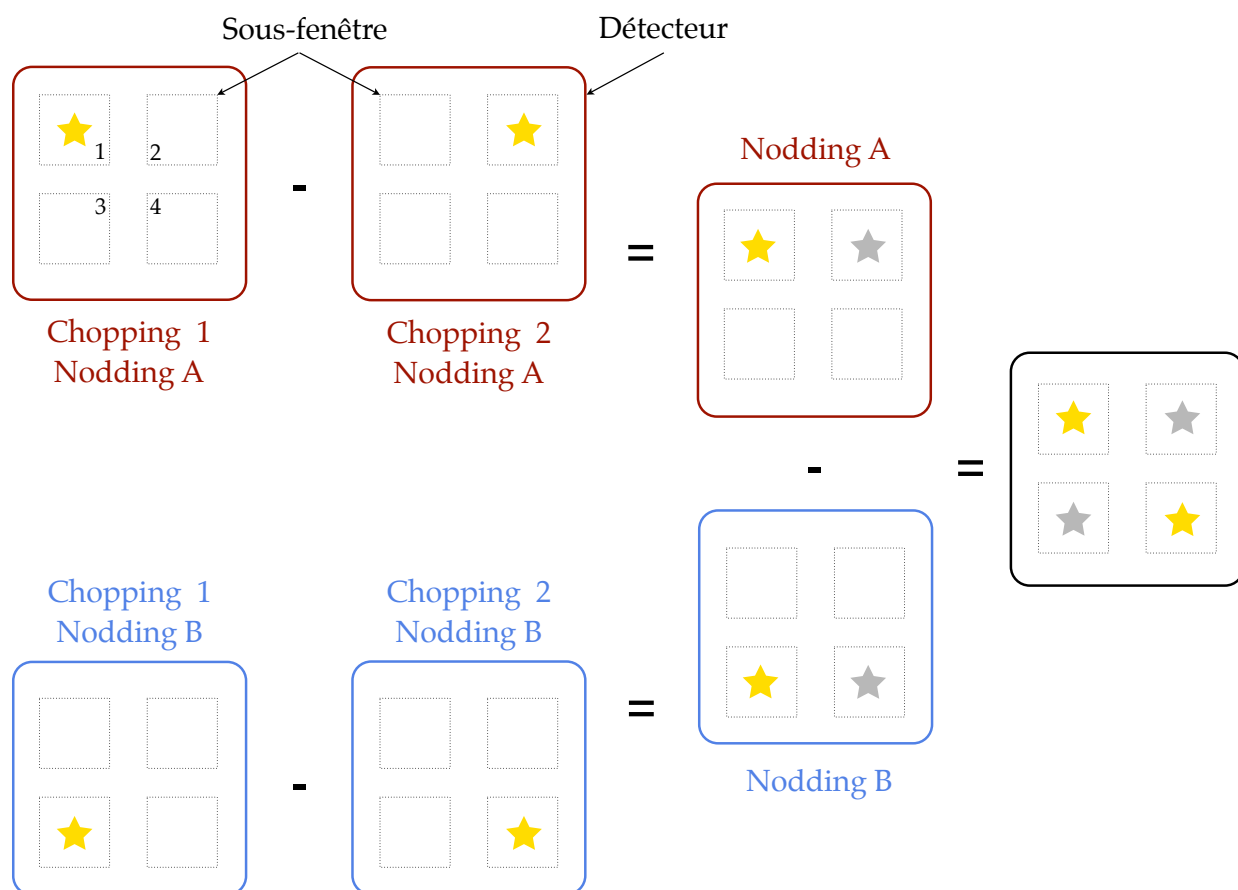 Sous-fenêtre
Détecteur
1
2
3
4
-
=
Chopping 1
Nodding A
Chopping 2
Nodding A
Nodding A
-
=
Chopping 1
Nodding B
Chopping 2
Nodding B
-
=
Nodding B